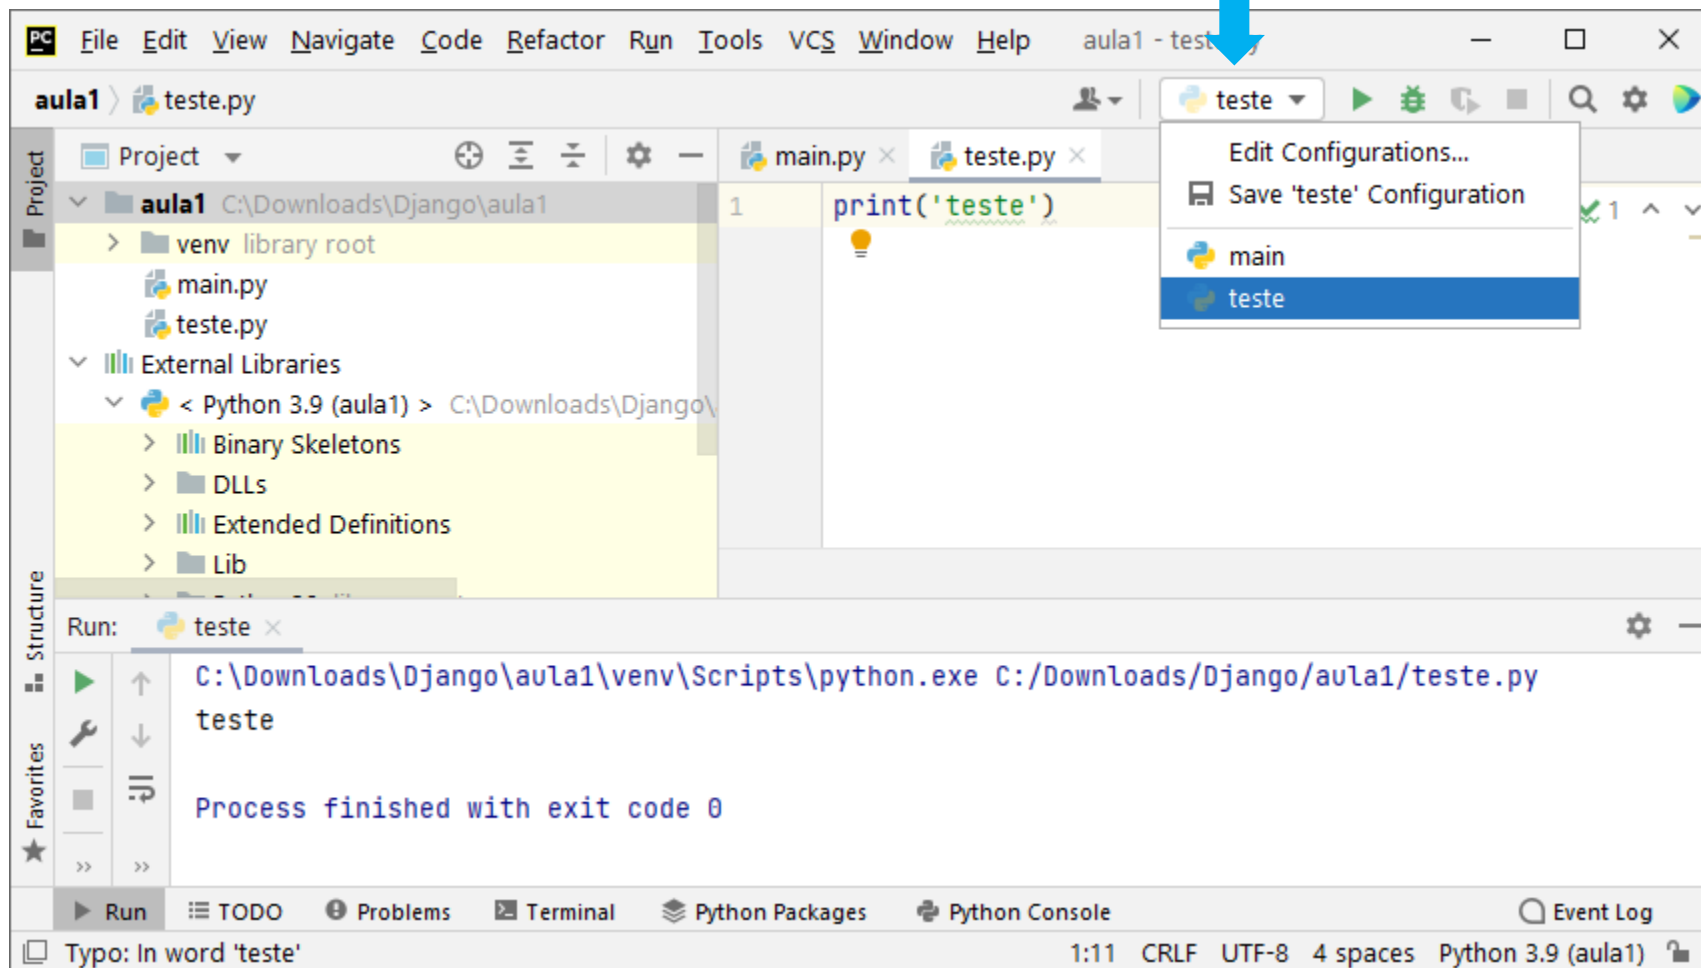 PC File Edit View Navigate Code Refactor Run Tools VCS Window Help aula1 -
aula1 teste.py teste
Project main.py teste.py
Edit Configurations...
Save 'teste' Configuration
main
teste
Project
aula1 C:\Downloads\Django\aula1
venv library root
main.py
teste.py
External Libraries
< Python 3.9 (aula1) > C:\Downloads\Django\
Binary Skeletons
DLLs
Extended Definitions
Lib
1 print('teste')
1
Structure
Favorites
Run: teste
C:\Downloads\Django\aula1\venv\Scripts\python.exe C:/Downloads/Django/aula1/teste.py
teste
Process finished with exit code 0
Run TODO Problems Terminal Python Packages Python Console Event Log
Typo: In word 'teste' 1:11 CRLF UTF-8 4 spaces Python 3.9 (aula1)